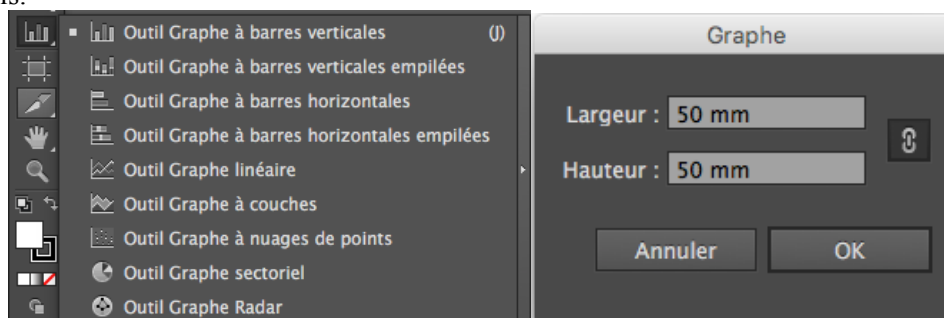 is.
Outil Graphe à barres verticales (J)
Outil Graphe à barres verticales empilées
Outil Graphe à barres horizontales
Outil Graphe à barres horizontales empilées
Outil Graphe linéaire
Outil Graphe à couches
Outil Graphe à nuages de points
Outil Graphe sectoriel
Outil Graphe Radar
Graphe
Largeur : 50 mm
Hauteur : 50 mm
Annuler OK